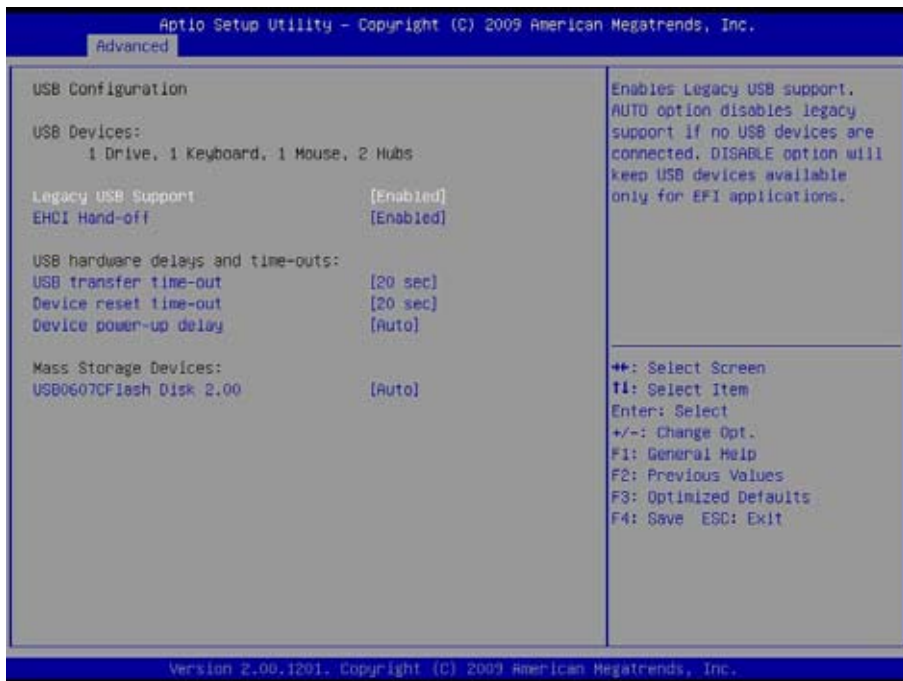 Aptio Setup Utility – Copyright (C) 2009 American Megatrends, Inc.
Advanced
USB Configuration
USB Devices:
1 Drive, 1 Keyboard, 1 Mouse, 2 Hubs
Legacy USB Support [Enabled]
EHCI Hand-off [Enabled]
USB hardware delays and time-outs:
USB transfer time-out [20 sec]
Device reset time-out [20 sec]
Device power-up delay [Auto]
Mass Storage Devices:
USB0607CFlash Disk 2.00 [Auto]
Enables Legacy USB support.
AUTO option disables legacy
support if no USB devices are
connected. DISABLE option will
keep USB devices available
only for EFI applications.
→←: Select Screen
↑↓: Select Item
Enter: Select
+/-: Change Opt.
F1: General Help
F2: Previous Values
F3: Optimized Defaults
F4: Save ESC: Exit
Version 2.00.1201. Copyright (C) 2009 American Megatrends, Inc.